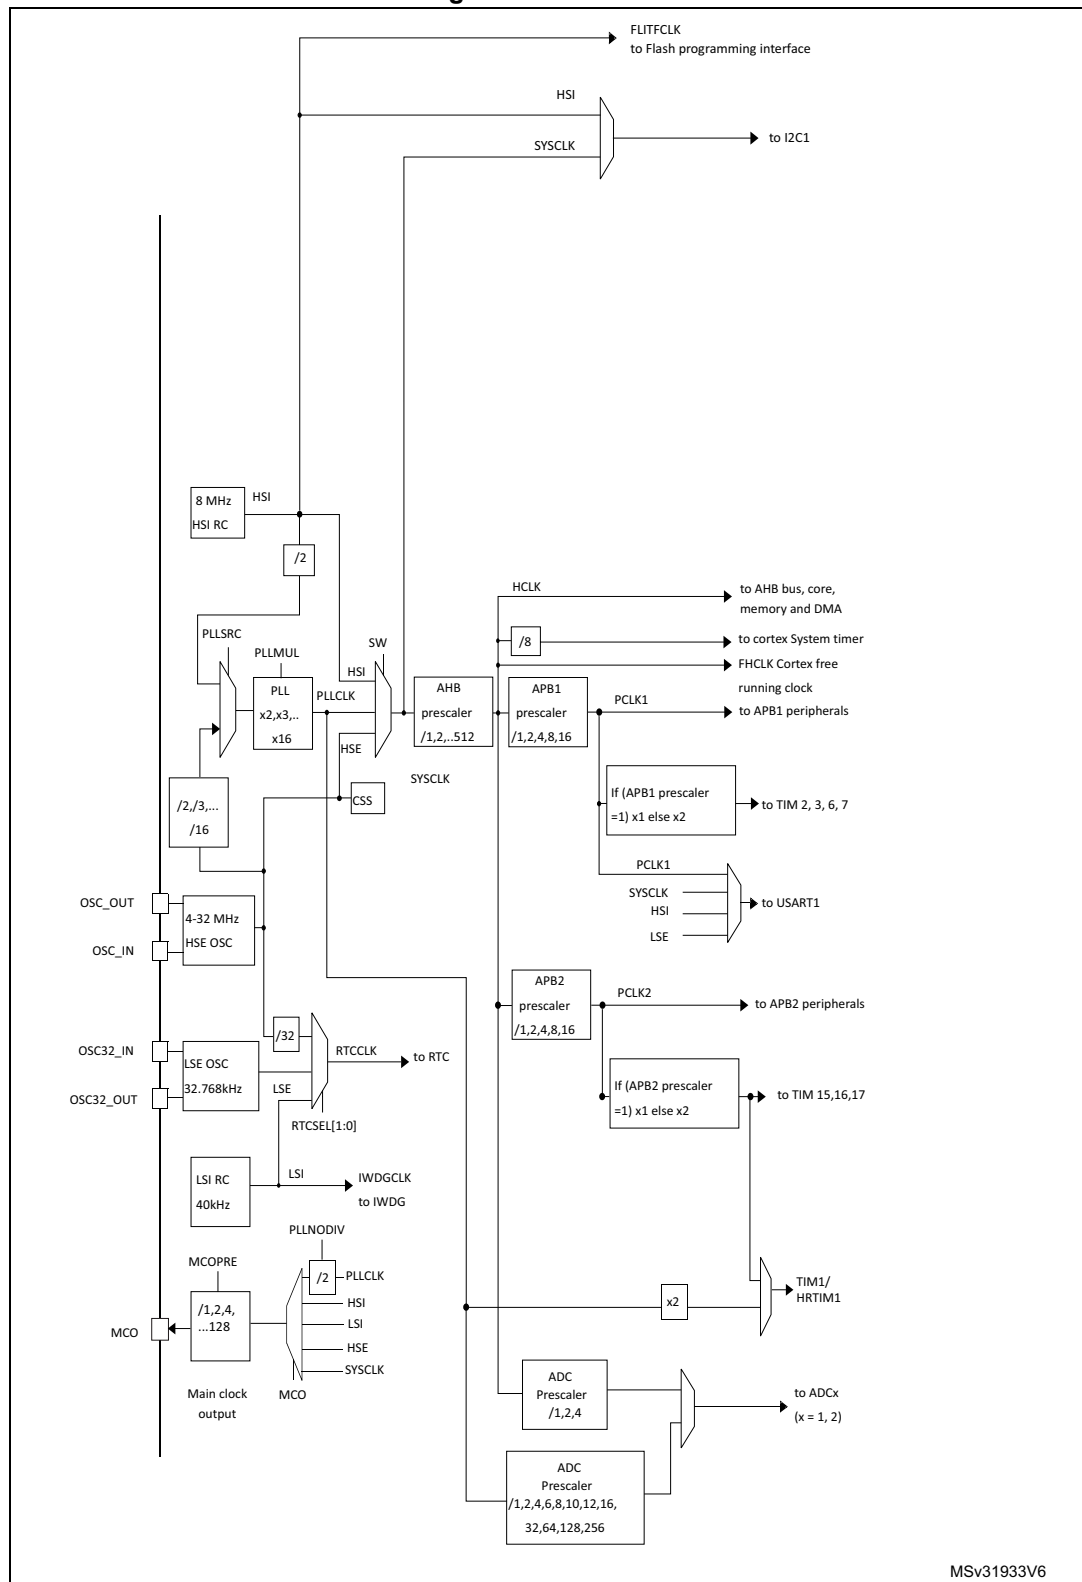 FLITFCLK
to Flash programming interface
HSI
to I2C1
SYSCLK
8 MHz
HSI RC
HSI
/2
HCLK
to AHB bus, core,
memory and DMA
/8
to cortex System timer
FHCLK Cortex free
running clock
PLLSRC
PLLMUL
SW
HSI
PLL
x2,x3,..
x16
PLLCLK
HSE
AHB
prescaler
/1,2,..512
APB1
prescaler
/1,2,4,8,16
PCLK1
to APB1 peripherals
SYSCLK
CSS
/2,/3,...
/16
If (APB1 prescaler
=1) x1 else x2
to TIM 2, 3, 6, 7
PCLK1
SYSCLK
HSI
LSE
to USART1
OSC_OUT
OSC_IN
4-32 MHz
HSE OSC
APB2
prescaler
/1,2,4,8,16
PCLK2
to APB2 peripherals
/32
OSC32_IN
OSC32_OUT
LSE OSC
32.768kHz
LSE
RTCCLK
to RTC
RTCSEL[1:0]
If (APB2 prescaler
=1) x1 else x2
to TIM 15,16,17
LSI RC
40kHz
LSI
IWDGCLK
to IWDG
PLLNODIV
MCOPRE
/2
PLLCLK
HSI
LSI
HSE
SYSCLK
/1,2,4,
...128
MCO
MCO
Main clock
output
x2
TIM1/
HRTIM1
ADC
Prescaler
/1,2,4
to ADCx
(x = 1, 2)
ADC
Prescaler
/1,2,4,6,8,10,12,16,
32,64,128,256
MSv31933V6